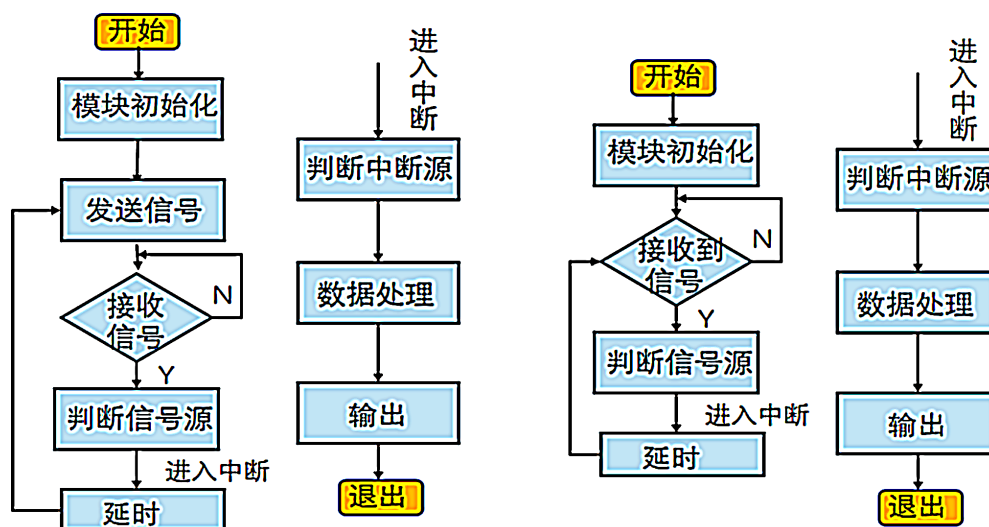 开始
模块初始化
发送信号
接收
信号
N
Y
判断信号源
进入中断
延时
进入中断
判断中断源
数据处理
输出
退出
开始
模块初始化
接收到
信号
N
Y
判断信号源
进入中断
延时
进入中断
判断中断源
数据处理
输出
退出